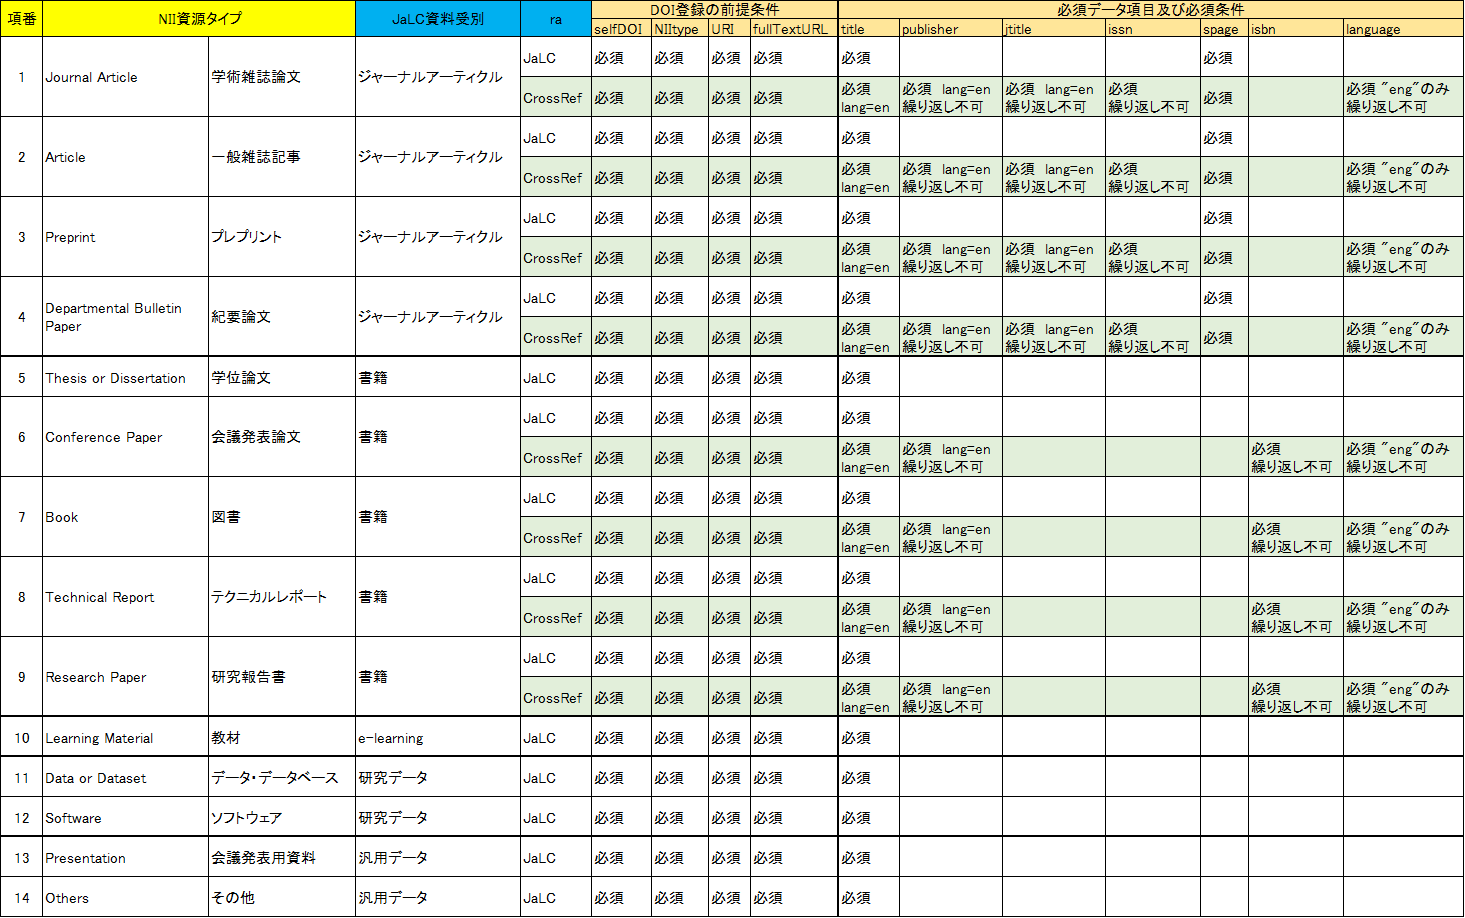 項番 NII資源タイプ JaLC資料受別 ra DOI登録の前提条件 必須データ項目及び必須条件
selfDOI NIItype URI fullTextURL title publisher jtitle issn spage isbn language
1 Journal Article 学術雑誌論文 ジャーナルアーティクル
JaLC 必須 必須 必須 必須 必須 必須
CrossRef 必須 必須 必須 必須 必須 必須 lang=en 必須 lang=en 必須 必須 必須 "eng"のみ
lang=en 繰り返し不可 繰り返し不可 繰り返し不可 繰り返し不可
2 Article 一般雑誌記事 ジャーナルアーティクル
JaLC 必須 必須 必須 必須 必須 必須
CrossRef 必須 必須 必須 必須 必須 必須 lang=en 必須 lang=en 必須 必須 必須 "eng"のみ
lang=en 繰り返し不可 繰り返し不可 繰り返し不可 繰り返し不可
3 Preprint プレプリント ジャーナルアーティクル
JaLC 必須 必須 必須 必須 必須 必須
CrossRef 必須 必須 必須 必須 必須 必須 lang=en 必須 lang=en 必須 必須 必須 "eng"のみ
lang=en 繰り返し不可 繰り返し不可 繰り返し不可 繰り返し不可
4 Departmental Bulletin
Paper 紀要論文 ジャーナルアーティクル
JaLC 必須 必須 必須 必須 必須 必須
CrossRef 必須 必須 必須 必須 必須 必須 lang=en 必須 lang=en 必須 必須 必須 "eng"のみ
lang=en 繰り返し不可 繰り返し不可 繰り返し不可 繰り返し不可
5 Thesis or Dissertation 学位論文 書籍 JaLC 必須 必須 必須 必須 必須
6 Conference Paper 会議発表論文 書籍
JaLC 必須 必須 必須 必須 必須
CrossRef 必須 必須 必須 必須 必須 必須 lang=en 必須 必須 "eng"のみ
lang=en 繰り返し不可 繰り返し不可 繰り返し不可
7 Book 図書 書籍
JaLC 必須 必須 必須 必須 必須
CrossRef 必須 必須 必須 必須 必須 必須 lang=en 必須 必須 "eng"のみ
lang=en 繰り返し不可 繰り返し不可 繰り返し不可
8 Technical Report テクニカルレポート 書籍
JaLC 必須 必須 必須 必須 必須
CrossRef 必須 必須 必須 必須 必須 必須 lang=en 必須 必須 "eng"のみ
lang=en 繰り返し不可 繰り返し不可 繰り返し不可
9 Research Paper 研究報告書 書籍
JaLC 必須 必須 必須 必須 必須
CrossRef 必須 必須 必須 必須 必須 必須 lang=en 必須 必須 "eng"のみ
lang=en 繰り返し不可 繰り返し不可 繰り返し不可
10 Learning Material 教材 e-learning JaLC 必須 必須 必須 必須 必須
11 Data or Dataset データ・データベース 研究データ JaLC 必須 必須 必須 必須 必須
12 Software ソフトウェア 研究データ JaLC 必須 必須 必須 必須 必須
13 Presentation 会議発表用資料 汎用データ JaLC 必須 必須 必須 必須 必須
14 Others その他 汎用データ JaLC 必須 必須 必須 必須 必須